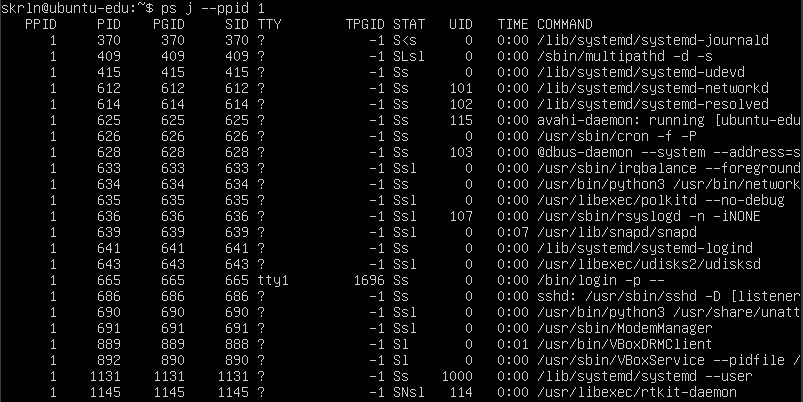 skrln@ubuntu-edu:~$ ps j --ppid 1
PPID PID PGID SID TTY TPGID STAT UID TIME COMMAND
1 370 370 370 ? -1 S<s 0 0:00 /lib/systemd/systemd-journald
1 409 409 409 ? -1 SLsl 0 0:00 /sbin/multipathd -d -s
1 415 415 415 ? -1 Ss 0 0:00 /lib/systemd/systemd-udevd
1 612 612 612 ? -1 Ss 101 0:00 /lib/systemd/systemd-networkd
1 614 614 614 ? -1 Ss 102 0:00 /lib/systemd/systemd-resolved
1 625 625 625 ? -1 Ss 115 0:00 avahi-daemon: running [ubuntu-edu
1 626 626 626 ? -1 Ss 0 0:00 /usr/sbin/cron -f -P
1 628 628 628 ? -1 Ss 103 0:00 @dbus-daemon --system --address=s
1 633 633 633 ? -1 Ssl 0 0:00 /usr/sbin/irqbalance --foreground
1 634 634 634 ? -1 Ss 0 0:00 /usr/bin/python3 /usr/bin/network
1 635 635 635 ? -1 Ssl 0 0:00 /usr/libexec/polkitd --no-debug
1 636 636 636 ? -1 Ssl 107 0:00 /usr/sbin/rsyslogd -n -iNONE
1 639 639 639 ? -1 Ssl 0 0:07 /usr/lib/snapd/snapd
1 641 641 641 ? -1 Ss 0 0:00 /lib/systemd/systemd-logind
1 643 643 643 ? -1 Ssl 0 0:00 /usr/libexec/udisks2/udisksd
1 665 665 665 tty1 1696 Ss 0 0:00 /bin/login -p --
1 686 686 686 ? -1 Ss 0 0:00 sshd: /usr/sbin/sshd -D [listener
1 690 690 690 ? -1 Ssl 0 0:00 /usr/bin/python3 /usr/share/unatt
1 691 691 691 ? -1 Ssl 0 0:00 /usr/sbin/ModemManager
1 889 888 888 ? -1 Sl 0 0:01 /usr/bin/VBoxDRMClient
1 892 890 890 ? -1 Sl 0 0:00 /usr/sbin/VBoxService --pidfile /
1 1131 1131 1131 ? -1 Ss 1000 0:00 /lib/systemd/systemd --user
1 1145 1145 1145 ? -1 SNsl 114 0:00 /usr/libexec/rtkit-daemon